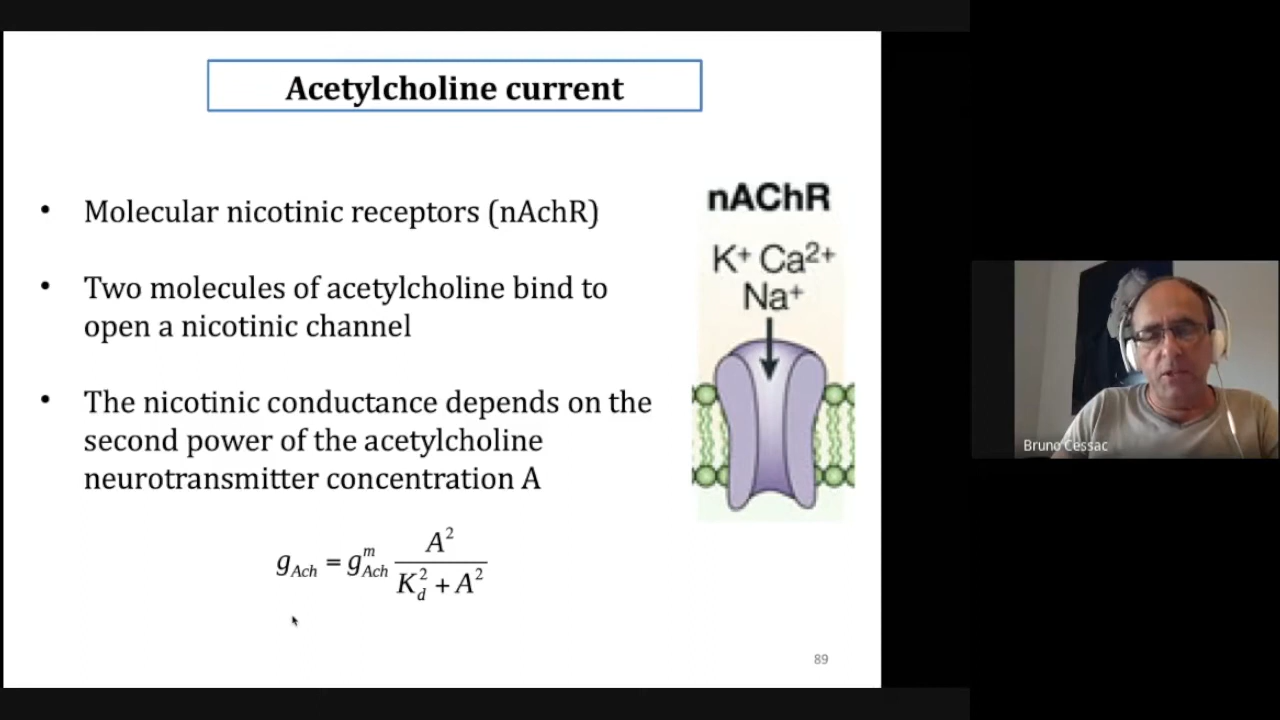 Acetylcholine current
• Molecular nicotinic receptors (nAchR)
• Two molecules of acetylcholine bind to
open a nicotinic channel
• The nicotinic conductance depends on the
second power of the acetylcholine
neurotransmitter concentration A
g_Ach = g_Ach^m A^2 / (K_d^2 + A^2)
nAChR
K+ Ca2+
Na+
89
Bruno Cessac